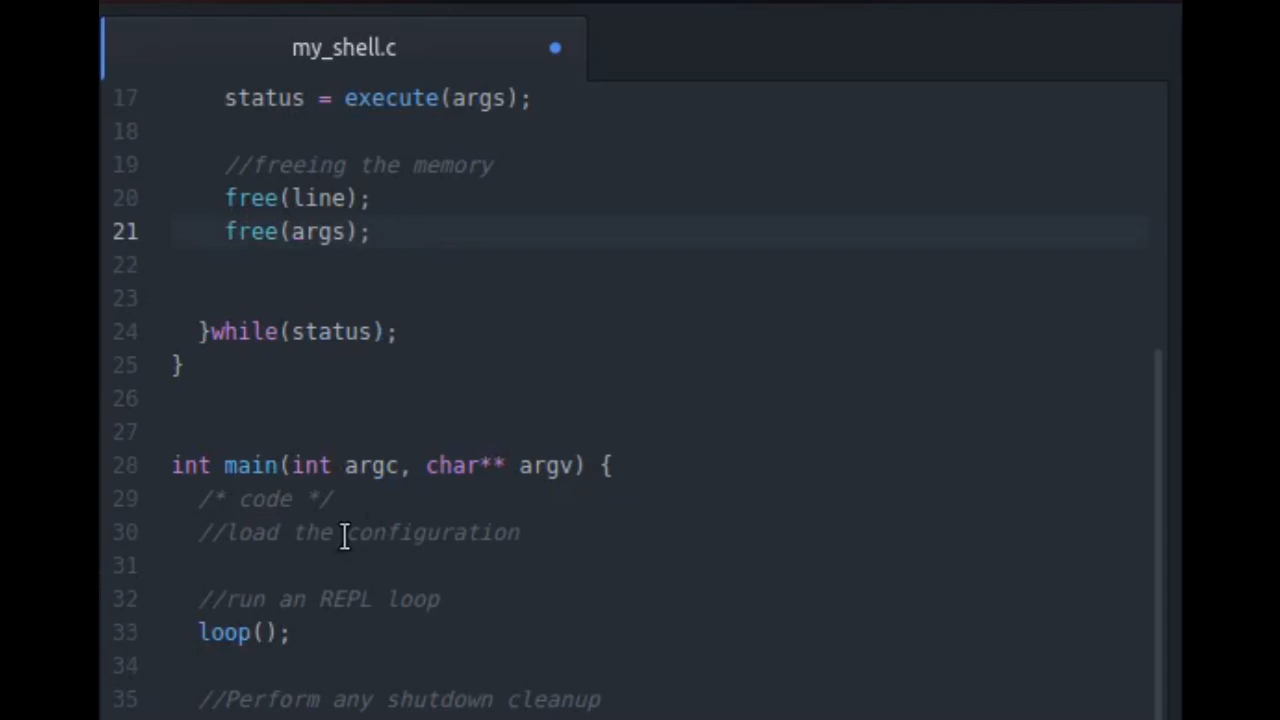 my_shell.c
17 status = execute(args);
18
19 //freeing the memory
20 free(line);
21 free(args);
22
23
24 }while(status);
25 }
26
27
28 int main(int argc, char** argv) {
29 /* code */
30 //load the configuration
31
32 //run an REPL loop
33 loop();
34
35 //Perform any shutdown cleanup